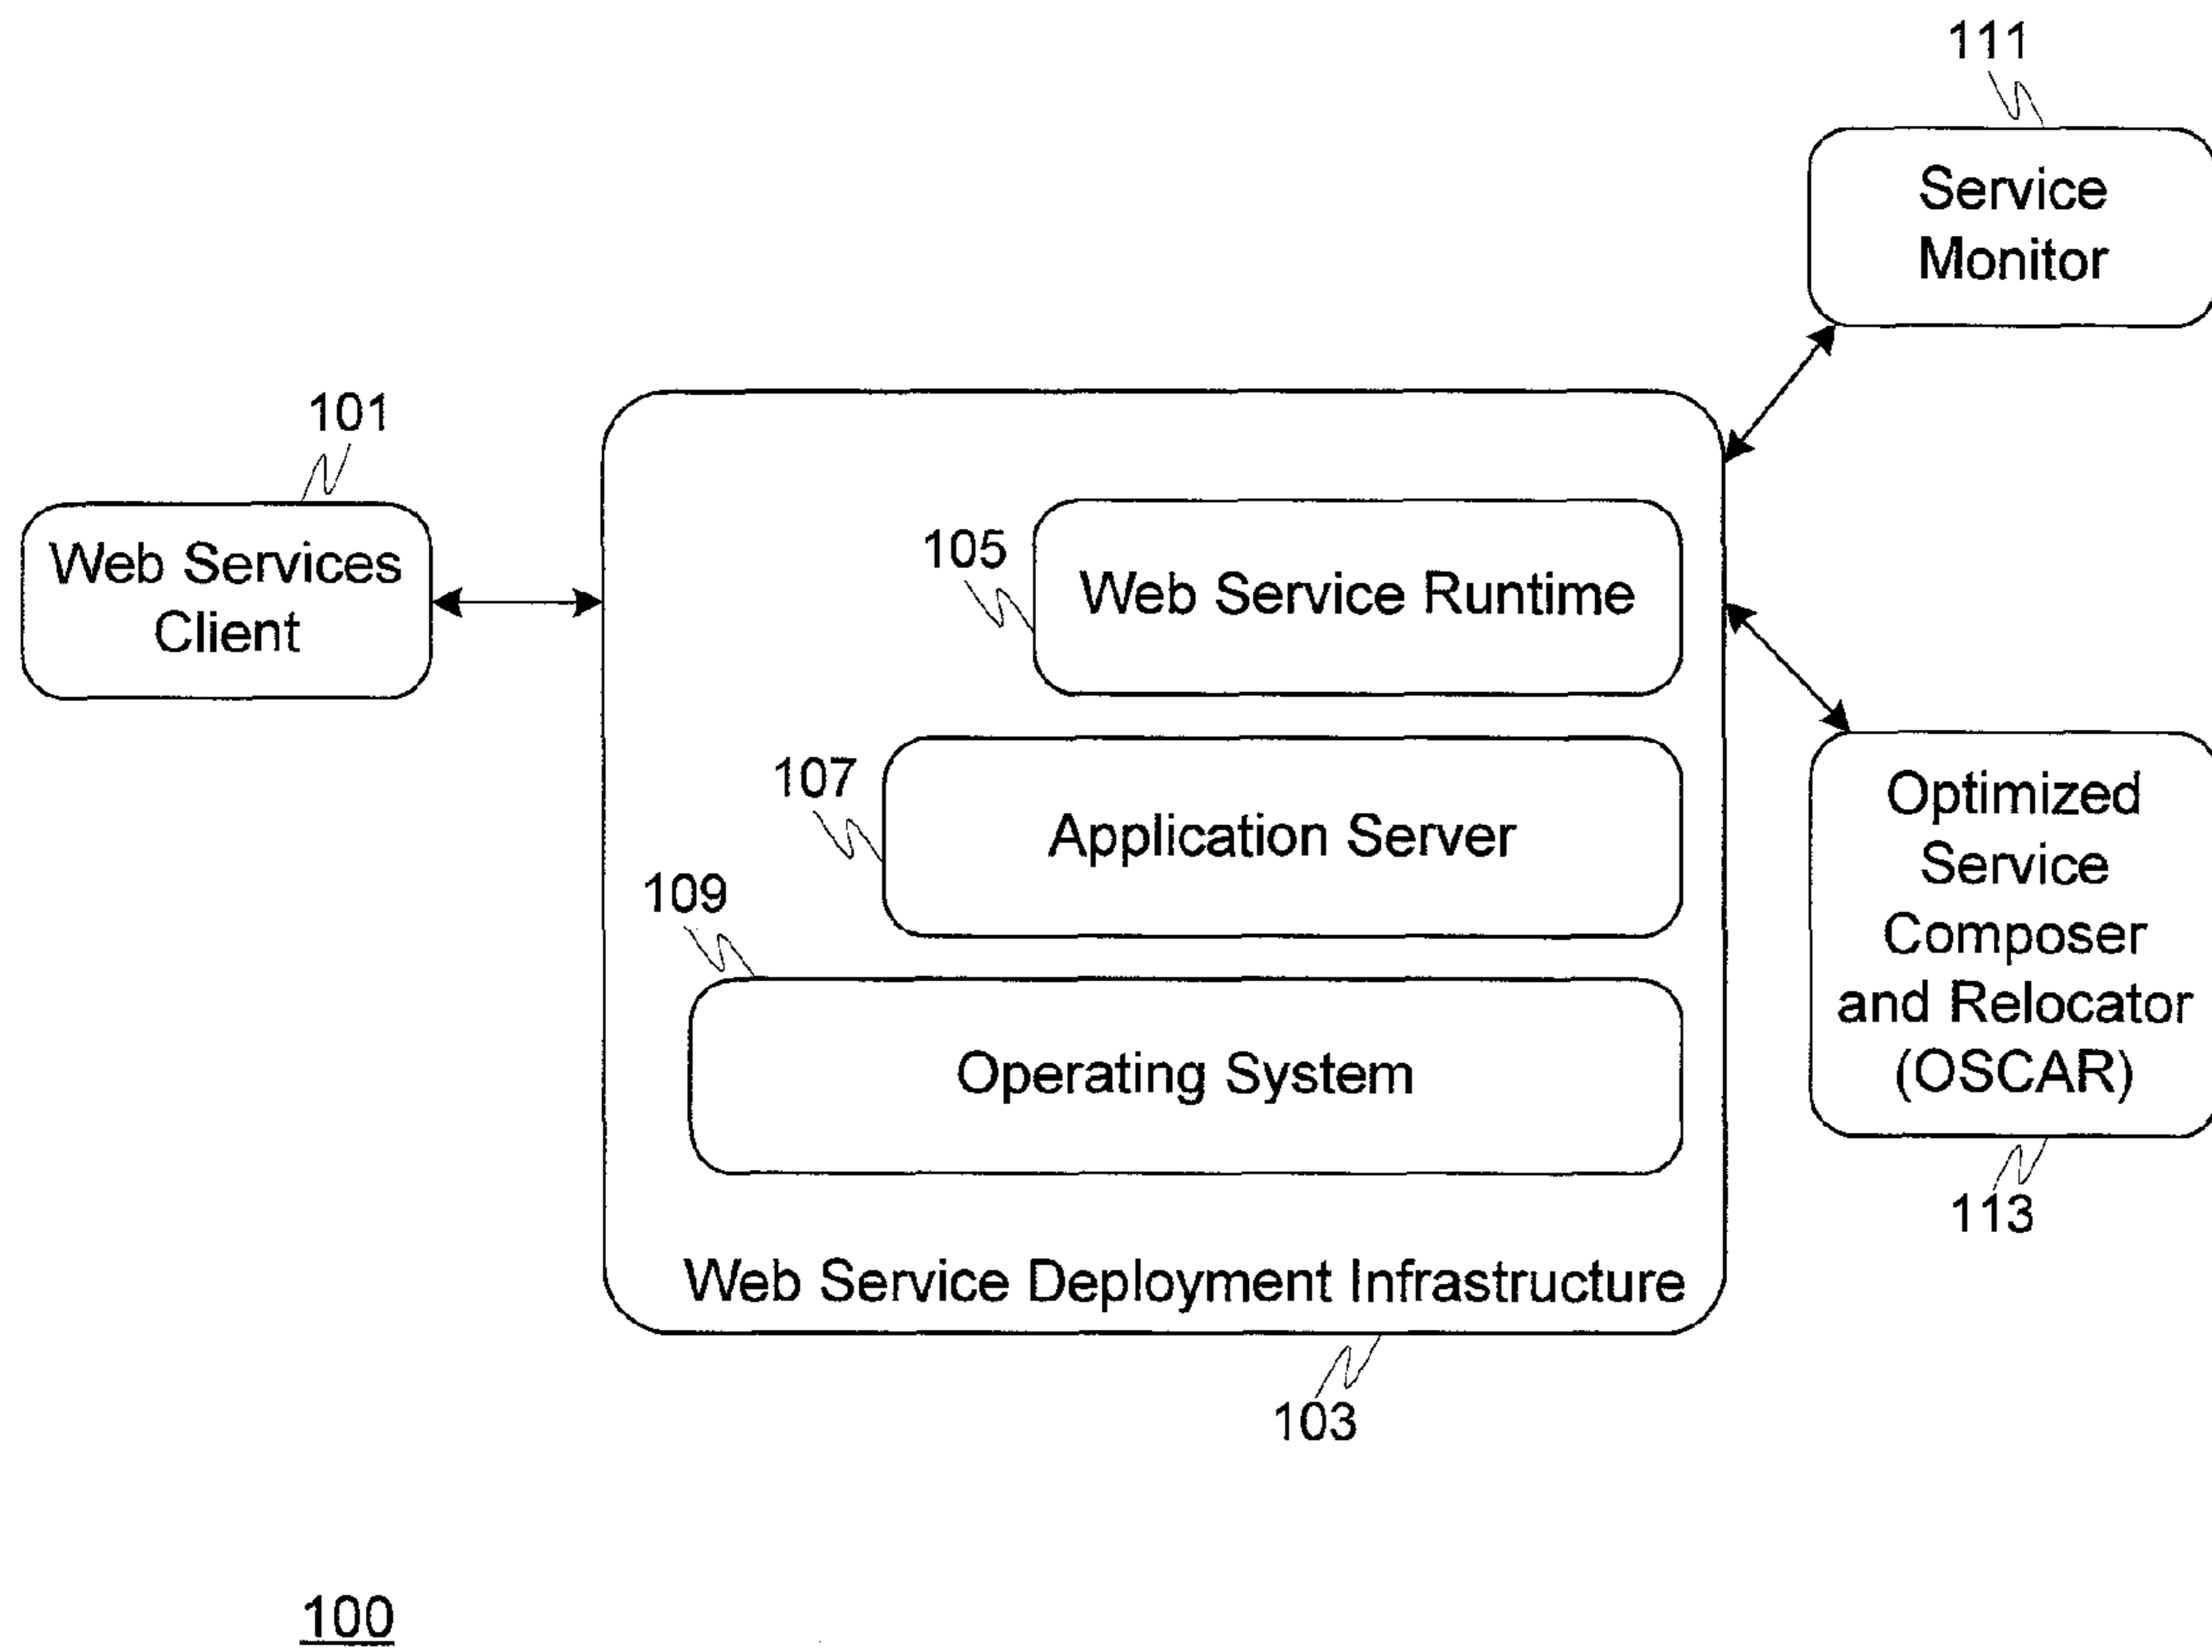 111
Service
Monitor
101
Web Services
Client
105
Web Service Runtime
107
Application Server
109
Operating System
Web Service Deployment Infrastructure
103
Optimized
Service
Composer
and Relocator
(OSCAR)
113
100